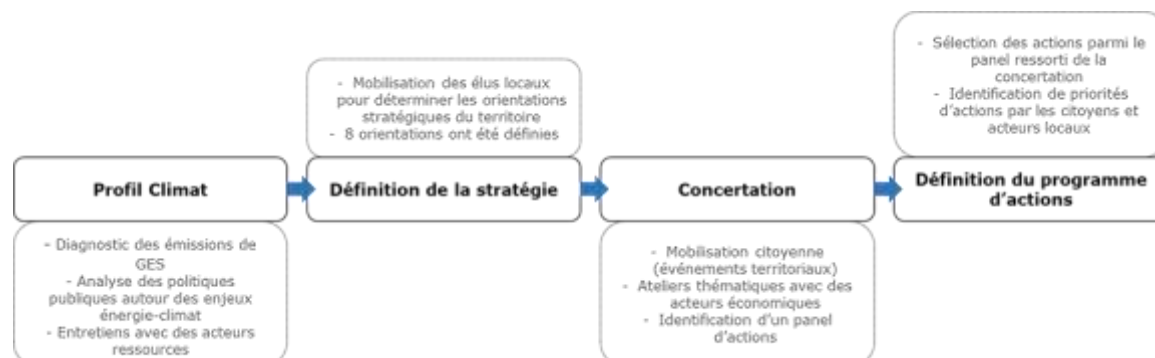 Profil Climat
- Diagnostic des émissions de
GES
- Analyse des politiques
publiques autour des enjeux
énergie-climat
- Entretiens avec des acteurs
ressources
- Mobilisation des élus locaux
pour déterminer les orientations
stratégiques du territoire
- 8 orientations ont été définies
Définition de la stratégie
Concertation
- Mobilisation citoyenne
(événements territoriaux)
- Ateliers thématiques avec des
acteurs économiques
- Identification d'un panel
d'actions
- Sélection des actions parmi le
panel ressorti de la
concertation
- Identification de priorités
d'actions par les citoyens et
acteurs locaux
Définition du programme
d'actions